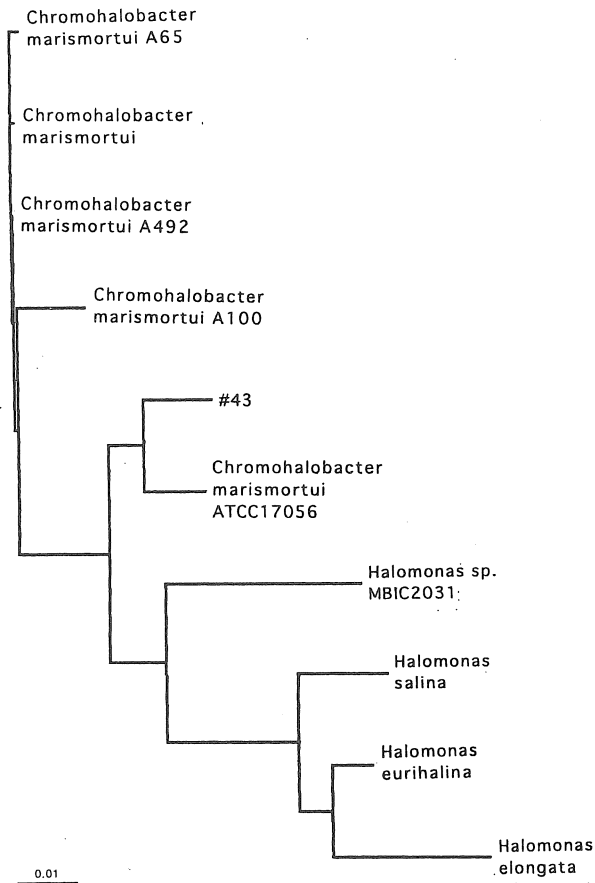 Chromohalobacter
marismortui A65
Chromohalobacter
marismortui
Chromohalobacter
marismortui A492
Chromohalobacter
marismortui A100
#43
Chromohalobacter
marismortui
ATCC17056
Halomonas sp.
MBIC2031
Halomonas
salina
Halomonas
eurihalina
Halomonas
elongata
0.01